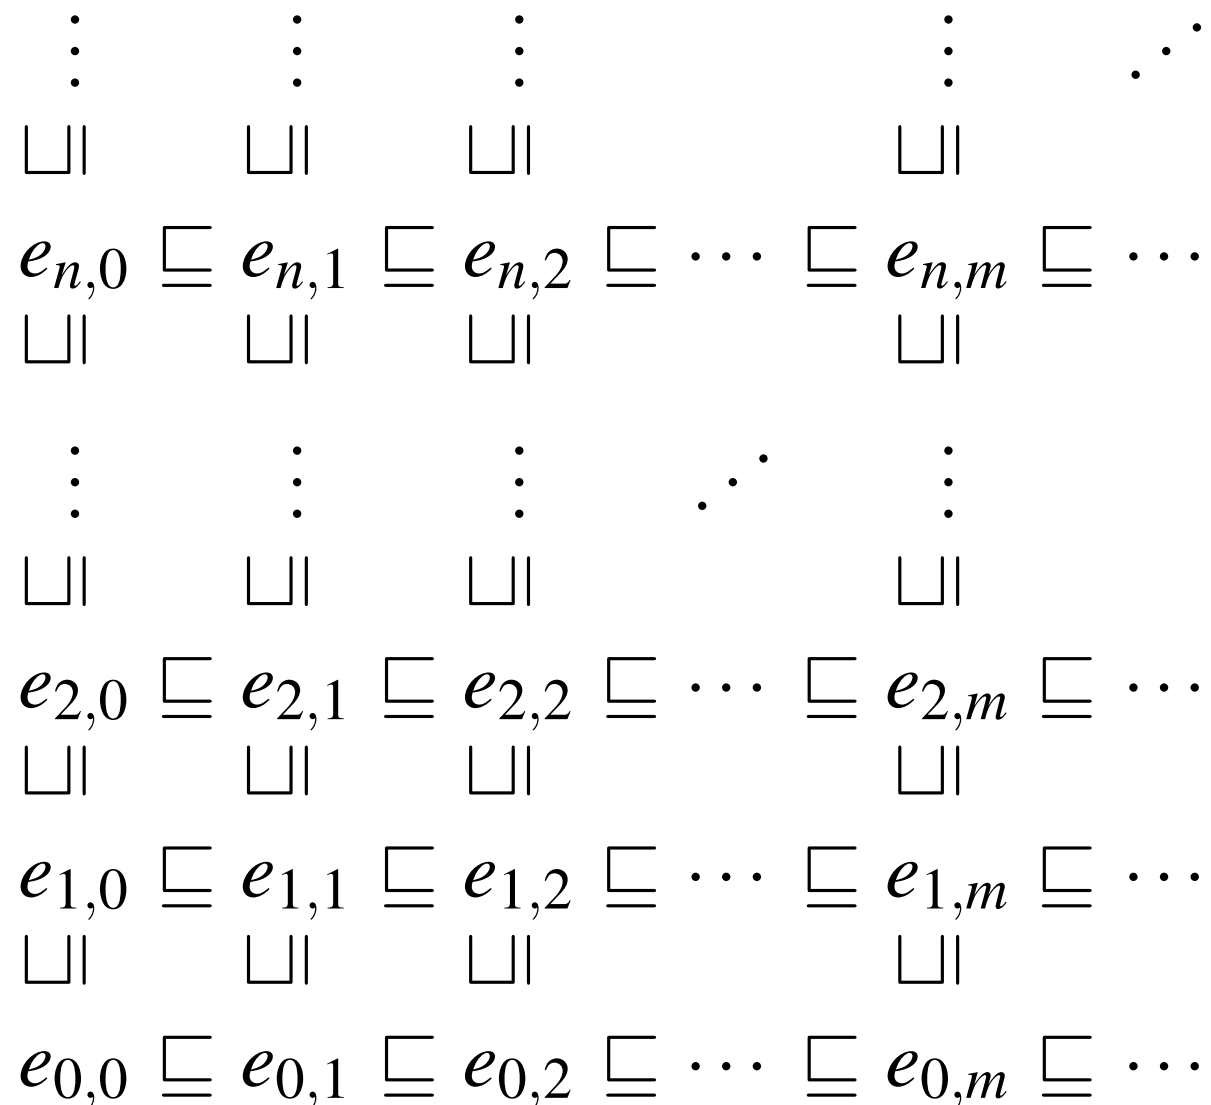 ⋮ ⋮ ⋮ ⋮ ⋰
⊔| ⊔| ⊔| ⊔|
e_{n,0} ⊑ e_{n,1} ⊑ e_{n,2} ⊑ ⋯ ⊑ e_{n,m} ⊑ ⋯
⊔| ⊔| ⊔| ⊔|
⋮ ⋮ ⋮ ⋰ ⋮
⊔| ⊔| ⊔| ⊔|
e_{2,0} ⊑ e_{2,1} ⊑ e_{2,2} ⊑ ⋯ ⊑ e_{2,m} ⊑ ⋯
⊔| ⊔| ⊔| ⊔|
e_{1,0} ⊑ e_{1,1} ⊑ e_{1,2} ⊑ ⋯ ⊑ e_{1,m} ⊑ ⋯
⊔| ⊔| ⊔| ⊔|
e_{0,0} ⊑ e_{0,1} ⊑ e_{0,2} ⊑ ⋯ ⊑ e_{0,m} ⊑ ⋯